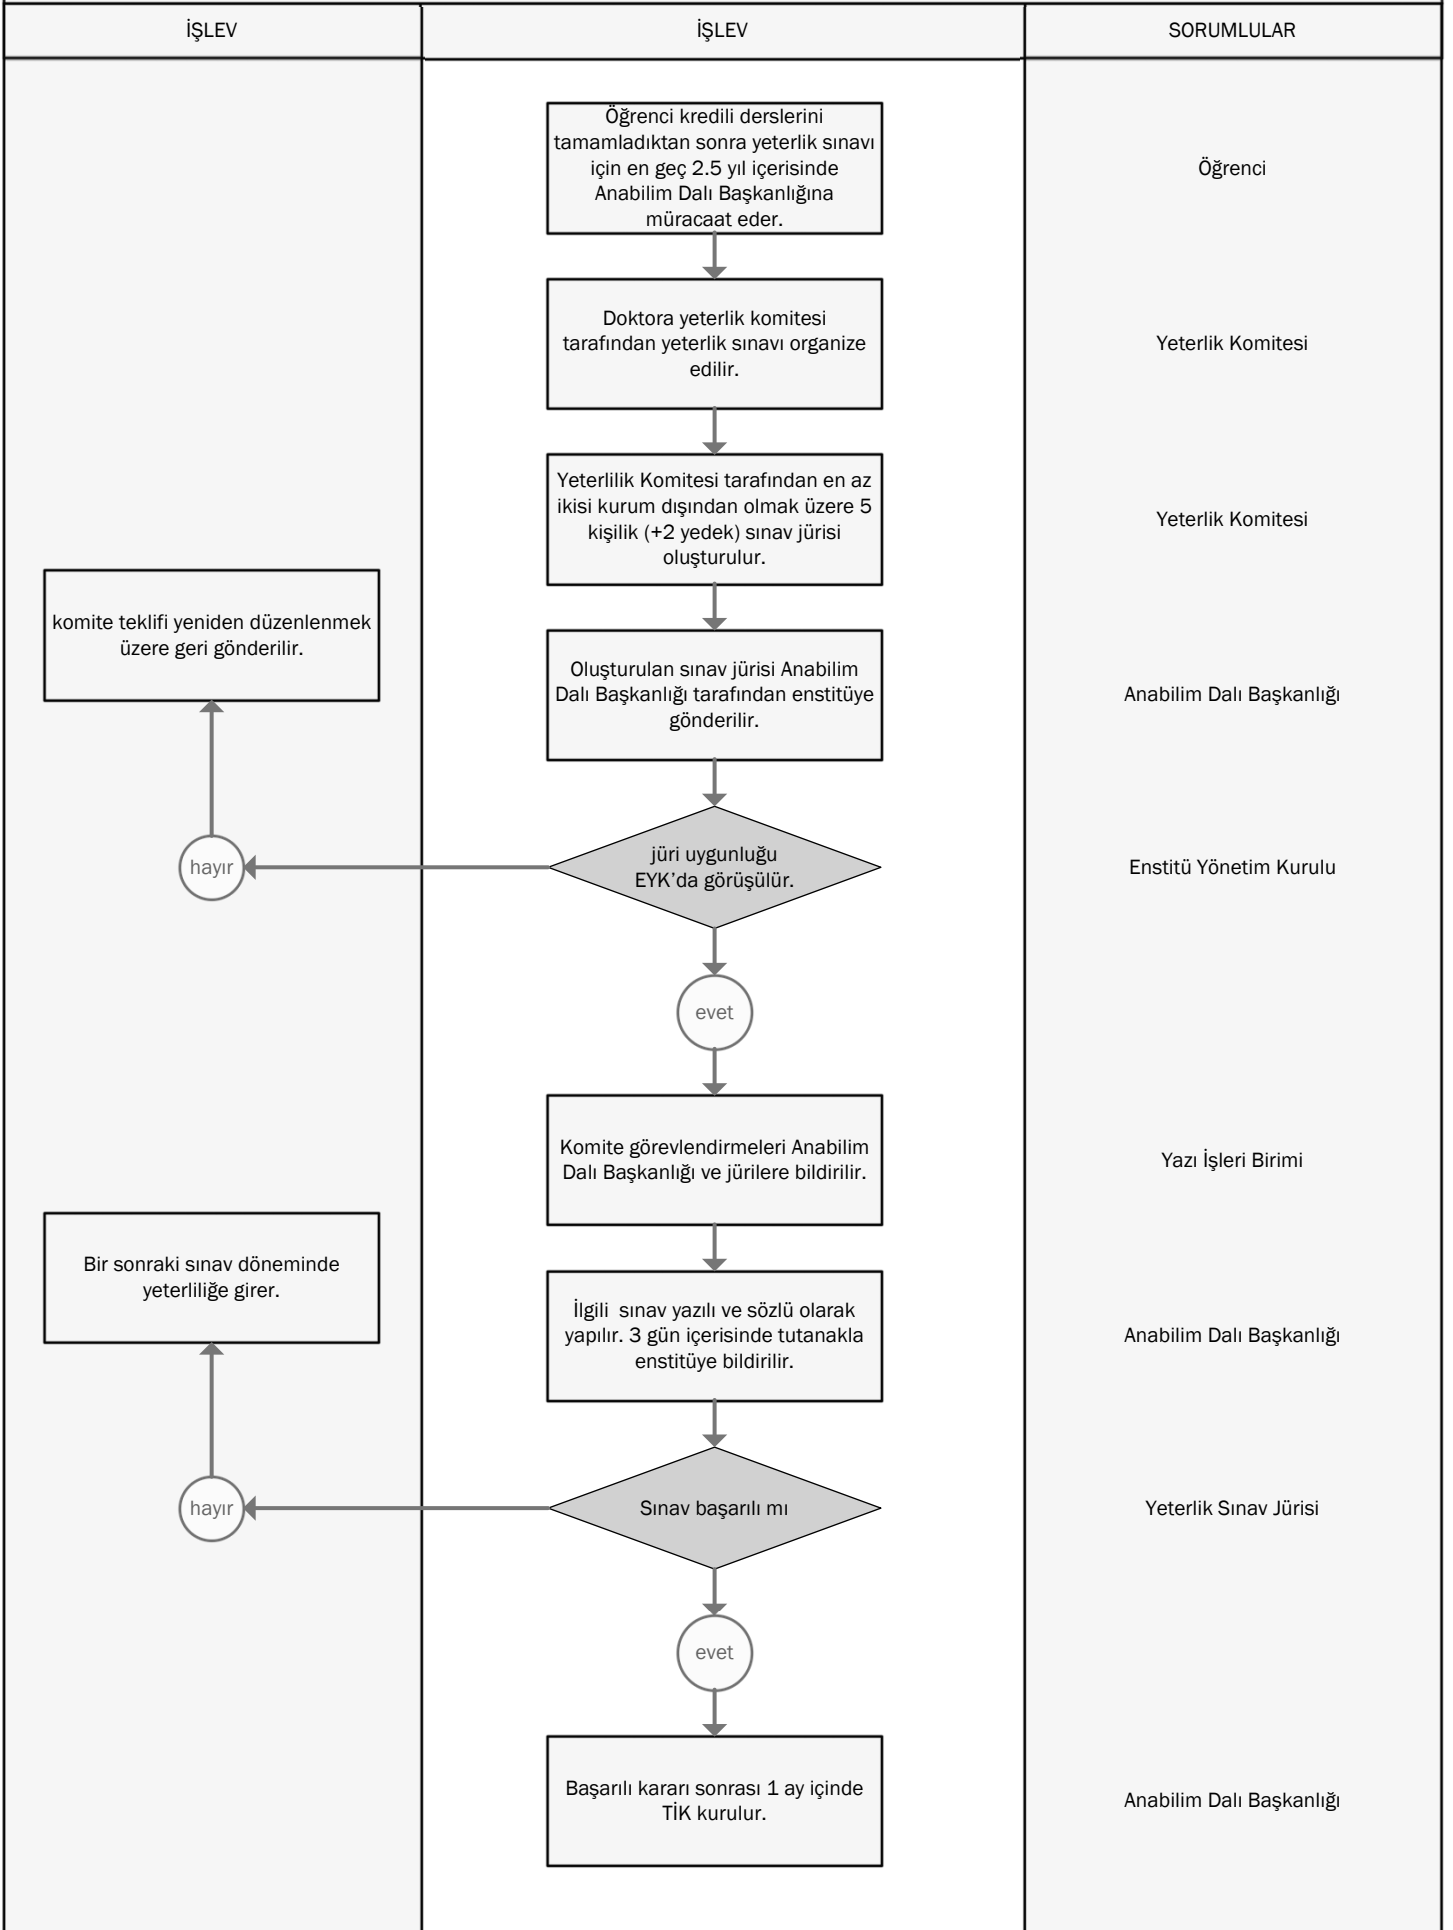 İŞLEV
İŞLEV
SORUMLULAR
Öğrenci kredili derslerini
tamamladıktan sonra yeterlik sınavı
için en geç 2.5 yıl içerisinde
Anabilim Dalı Başkanlığına
müracaat eder.
Öğrenci
Doktora yeterlik komitesi
tarafından yeterlik sınavı organize
edilir.
Yeterlik Komitesi
Yeterlilik Komitesi tarafından en az
ikisi kurum dışından olmak üzere 5
kişilik (+2 yedek) sınav jürisi
oluşturulur.
Yeterlik Komitesi
komite teklifi yeniden düzenlenmek
üzere geri gönderilir.
Oluşturulan sınav jürisi Anabilim
Dalı Başkanlığı tarafından enstitüye
gönderilir.
Anabilim Dalı Başkanlığı
hayır
jüri uygunluğu
EYK’da görüşülür.
Enstitü Yönetim Kurulu
evet
Komite görevlendirmeleri Anabilim
Dalı Başkanlığı ve jürilere bildirilir.
Yazı İşleri Birimi
Bir sonraki sınav döneminde
yeterliliğe girer.
İlgili  sınav yazılı ve sözlü olarak
yapılır. 3 gün içerisinde tutanakla
enstitüye bildirilir.
Anabilim Dalı Başkanlığı
hayır
Sınav başarılı mı
Yeterlik Sınav Jürisi
evet
Başarılı kararı sonrası 1 ay içinde
TİK kurulur.
Anabilim Dalı Başkanlığı